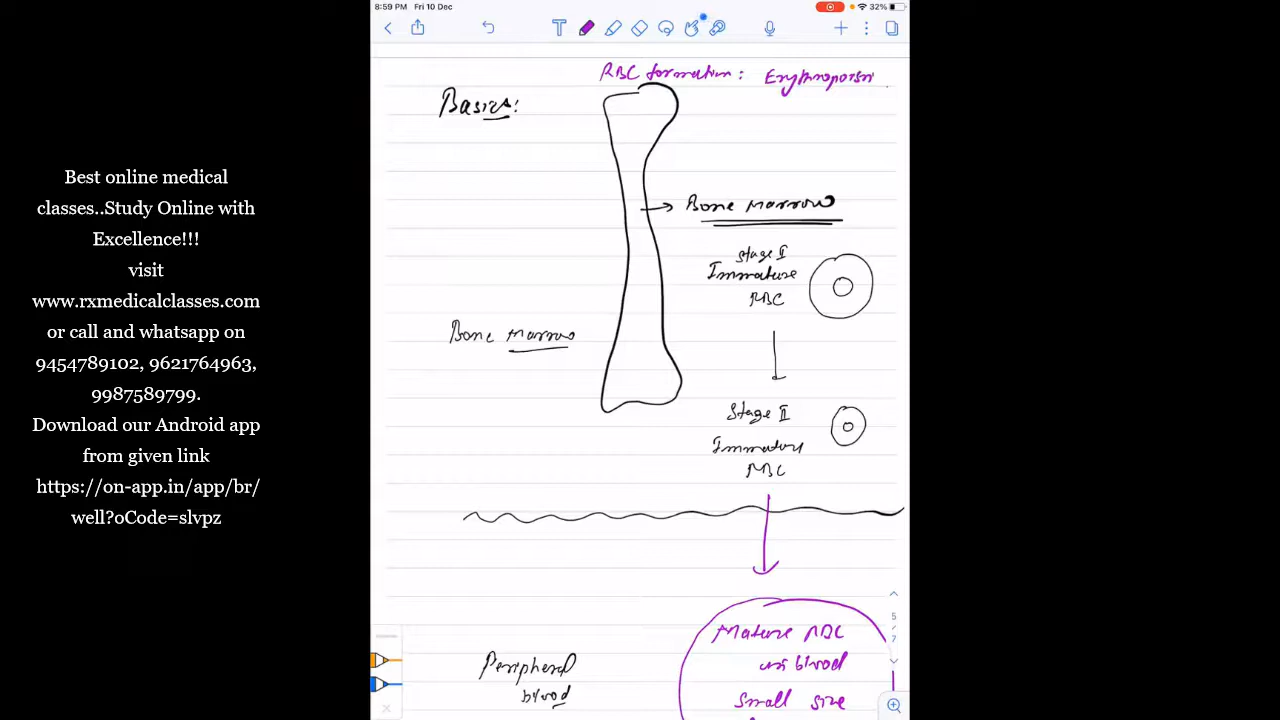 8:59 PM Fri 10 Dec
32%
RBC formation:
Basics:
Bone marrow
Stage I
Immature
RBC
Bone marrow
Stage II
Immature
RBC
5
7
Mature RBC
blood
small size
Peripheral
blood
Best online medical
classes..Study Online with
Excellence!!!
visit
www.rxmedicalclasses.com
or call and whatsapp on
9454789102, 9621764963,
9987589799.
Download our Android app
from given link
https://on-app.in/app/br/
well?oCode=slvpz